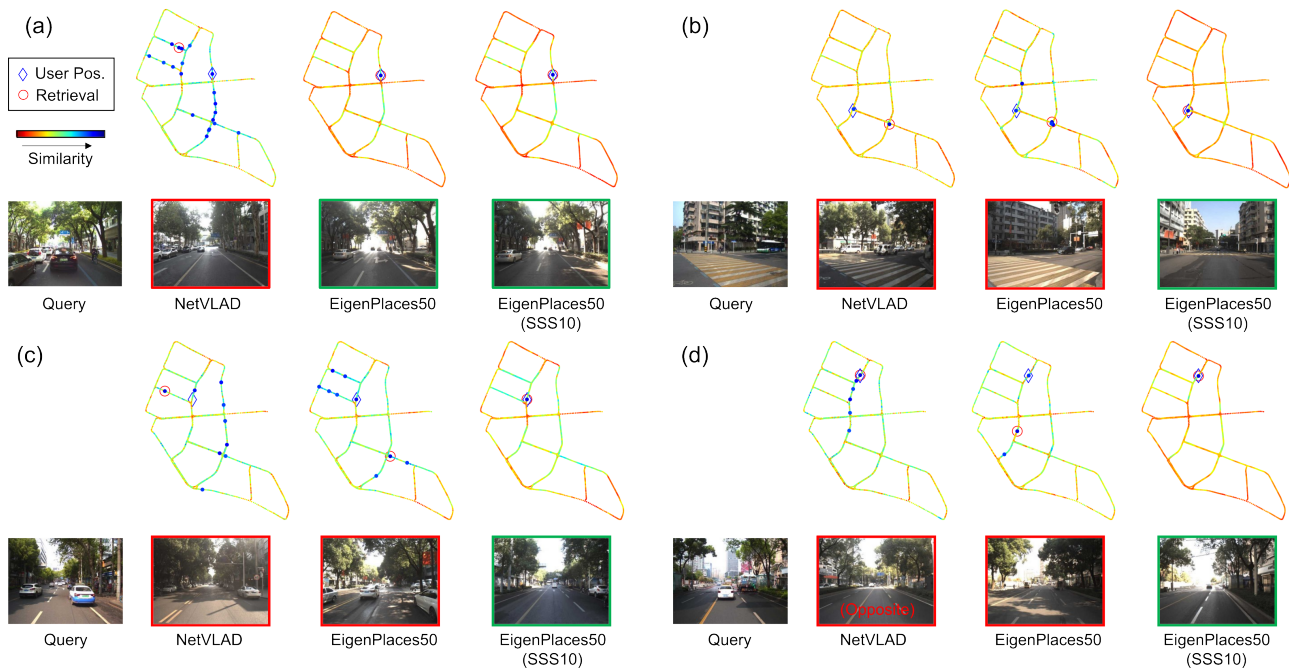 (a)
(b)
User Pos.
Retrieval
Similarity
Query
NetVLAD
EigenPlaces50
EigenPlaces50
(SSS10)
Query
NetVLAD
EigenPlaces50
EigenPlaces50
(SSS10)
(c)
(d)
(Opposite)
Query
NetVLAD
EigenPlaces50
EigenPlaces50
(SSS10)
Query
NetVLAD
EigenPlaces50
EigenPlaces50
(SSS10)